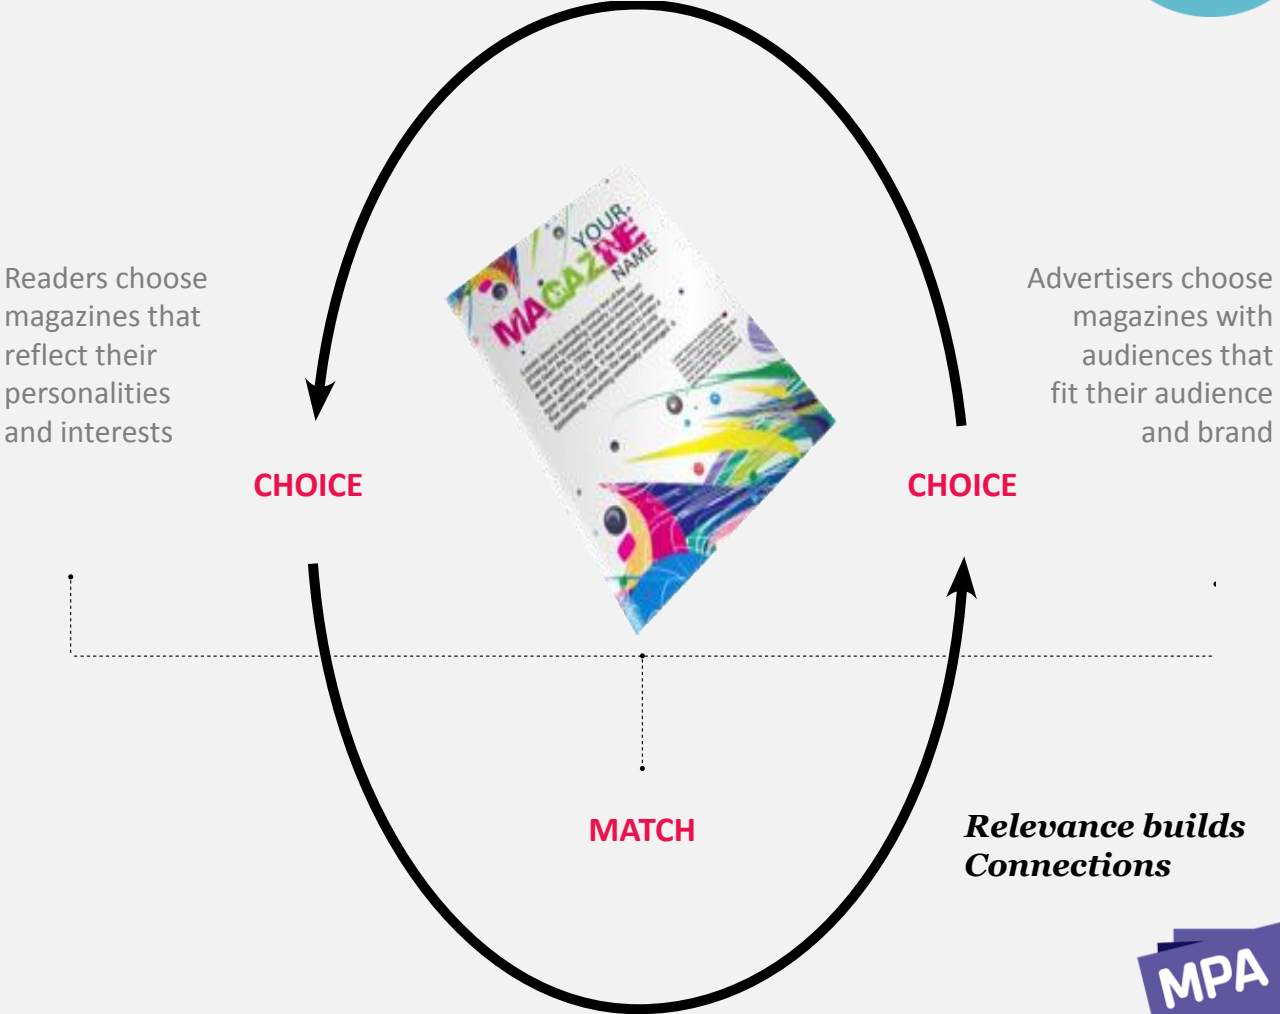 YOUR
MAGAZINE
NAME
Readers choose
magazines that
reflect their
personalities
and interests
Advertisers choose
magazines with
audiences that
fit their audience
and brand
CHOICE
CHOICE
MATCH
Relevance builds
Connections
MPA